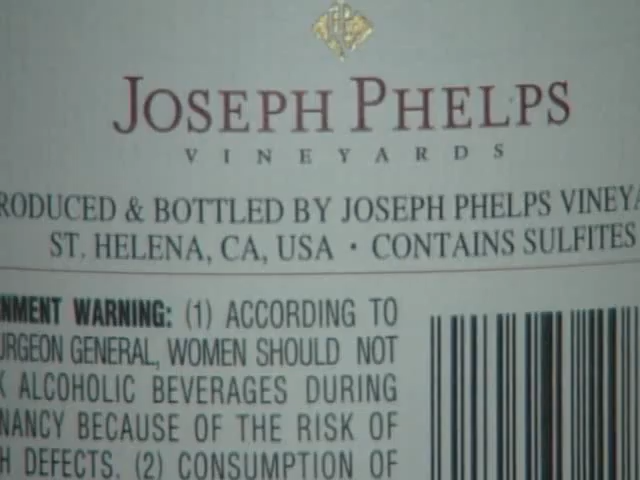 JOSEPH PHELPS
VINEYARDS
RODUCED & BOTTLED BY JOSEPH PHELPS VINEYA
ST. HELENA, CA, USA · CONTAINS SULFITES
NMENT WARNING: (1) ACCORDING TO
URGEON GENERAL, WOMEN SHOULD NOT
K ALCOHOLIC BEVERAGES DURING
NANCY BECAUSE OF THE RISK OF
H DEFECTS. (2) CONSUMPTION OF